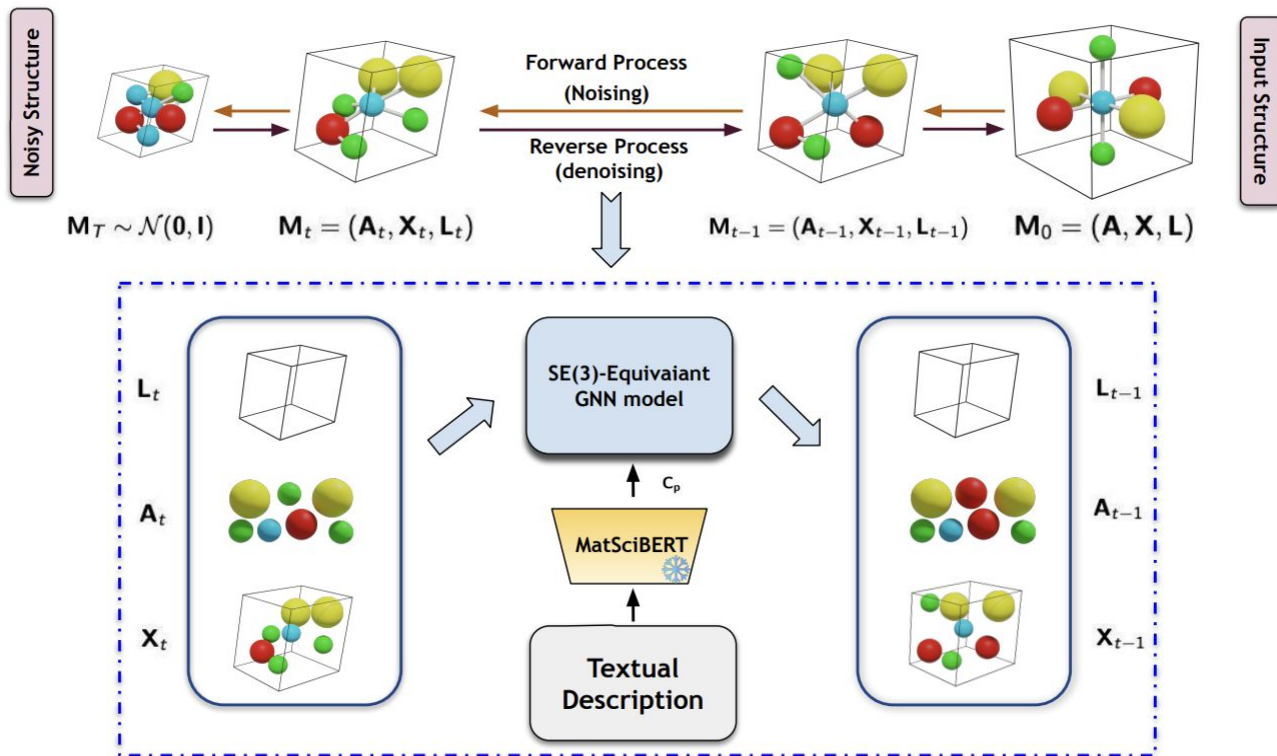 Noisy Structure
Forward Process
(Noising)
Reverse Process
(denoising)
Input Structure
M_T ∼ 𝒩(0, I)
M_t = (A_t, X_t, L_t)
M_{t−1} = (A_{t−1}, X_{t−1}, L_{t−1})
M_0 = (A, X, L)
L_t
A_t
X_t
SE(3)-Equivaiant
GNN model
C_p
MatSciBERT
Textual
Description
L_{t−1}
A_{t−1}
X_{t−1}